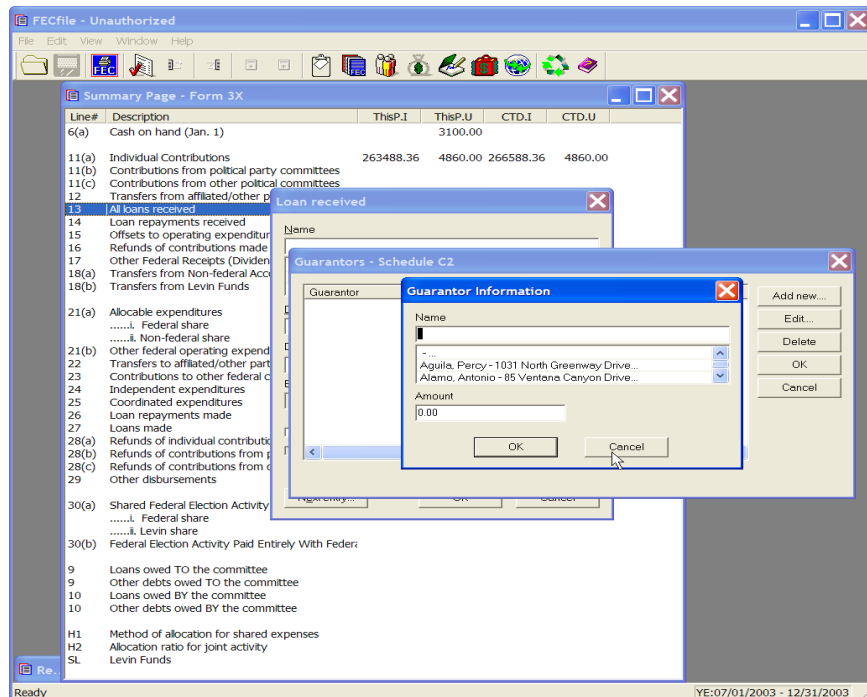 FECfile - Unauthorized
File Edit View Window Help
FEC
FEC
Summary Page - Form 3X
Line# Description ThisP.I ThisP.U CTD.I CTD.U
6(a) Cash on hand (Jan. 1) 3100.00
11(a) Individual Contributions 263488.36 4860.00 266588.36 4860.00
11(b) Contributions from political party committees
11(c) Contributions from other political committees
12 Transfers from affiliated/other p
13 All loans received
14 Loan repayments received
15 Offsets to operating expenditur
16 Refunds of contributions made
17 Other Federal Receipts (Dividen
18(a) Transfers from Non-federal Acc
18(b) Transfers from Levin Funds
21(a) Allocable expenditures
......i. Federal share
......ii. Non-federal share
21(b) Other federal operating expend
22 Transfers to affiliated/other part
23 Contributions to other federal c
24 Independent expenditures
25 Coordinated expenditures
26 Loan repayments made
27 Loans made
28(a) Refunds of individual contributic
28(b) Refunds of contributions from p
28(c) Refunds of contributions from c
29 Other disbursements
30(a) Shared Federal Election Activity
......i. Federal share
......ii. Levin share
30(b) Federal Election Activity Paid Entirely With Federa
9 Loans owed TO the committee
9 Other debts owed TO the committee
10 Loans owed BY the committee
10 Other debts owed BY the committee
H1 Method of allocation for shared expenses
H2 Allocation ratio for joint activity
SL Levin Funds
Loan received
Name
Next entry...
OK
Cancel
Guarantors - Schedule C2
Guarantor
Add new....
Edit...
Delete
OK
Cancel
Guarantor Information
Name
- ...
Aguila, Percy - 1031 North Greenway Drive...
Alamo, Antonio - 85 Ventana Canyon Drive...
Amount
0.00
OK
Cancel
Re...
Ready
YE:07/01/2003 - 12/31/2003